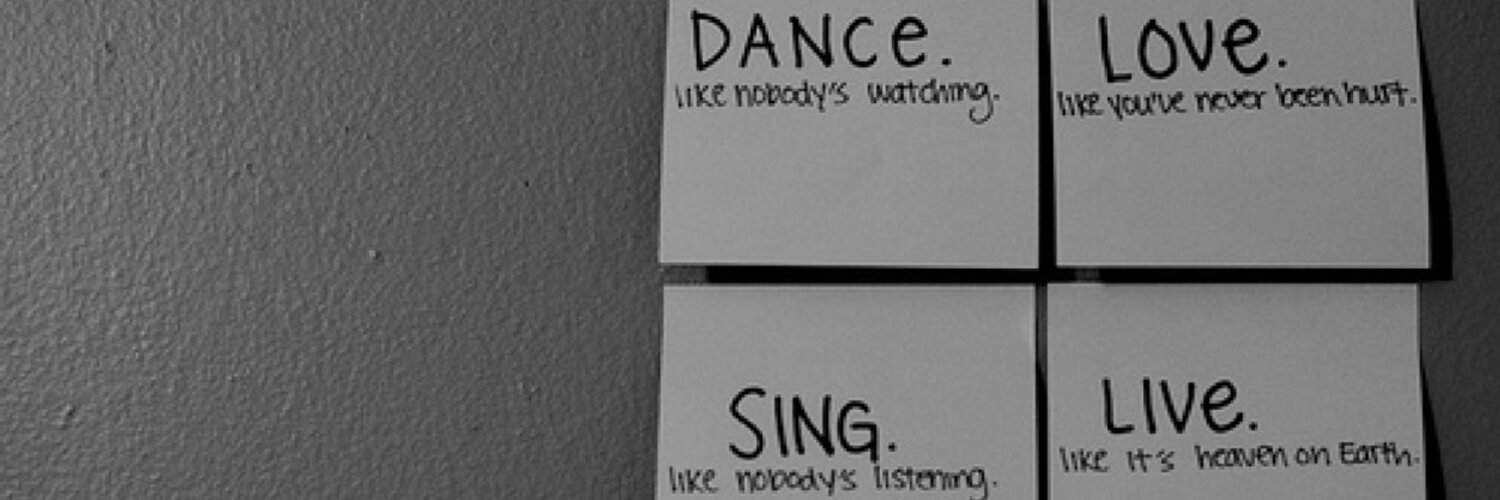 DANCe.
like nobody's watching.
LOVe.
like you've never been hurt.
SING.
like nobody's listening.
LIVe.
like it's heaven on Earth.